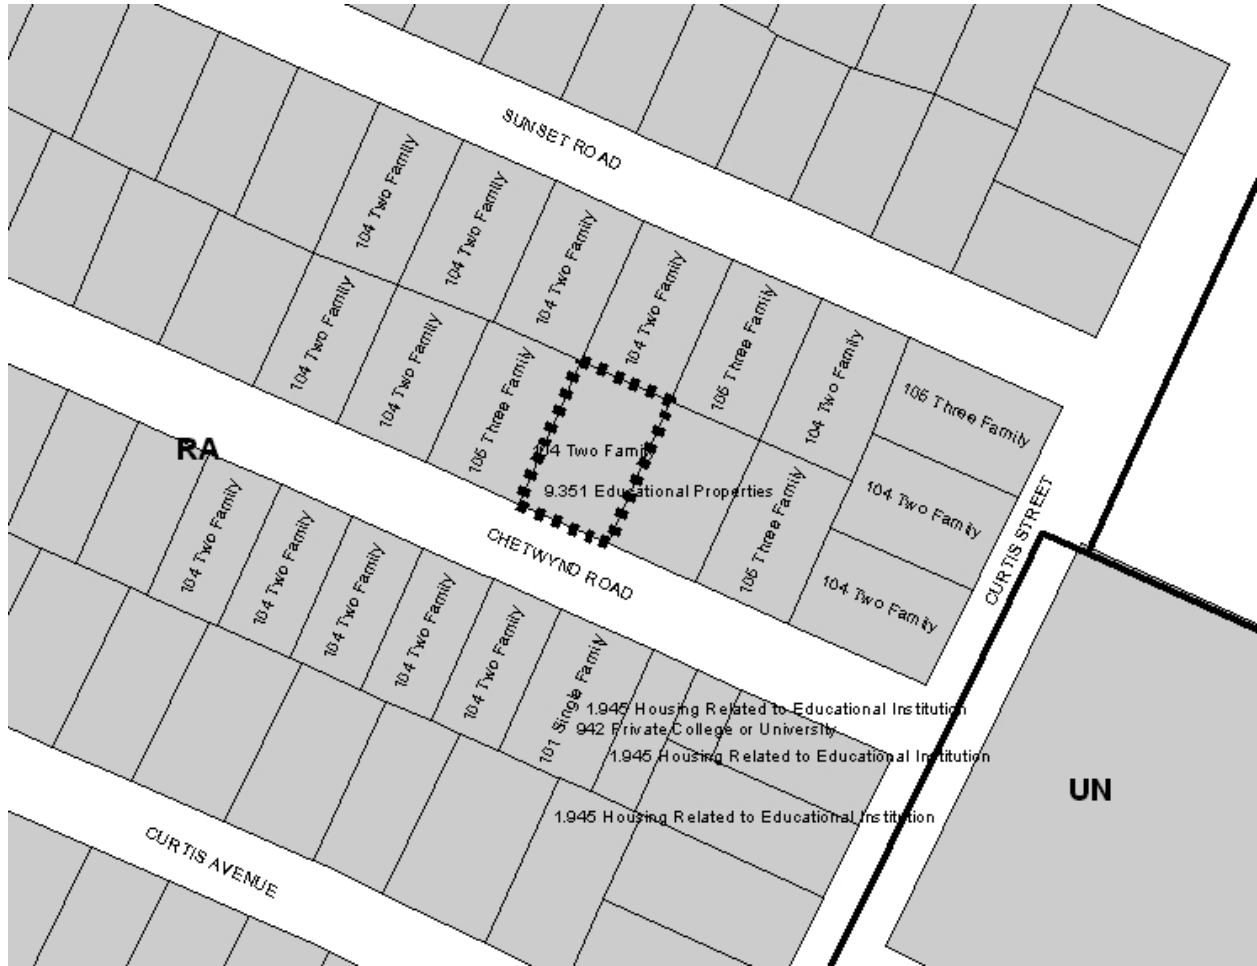 SUNSET ROAD
104 Two Family
104 Two Family
104 Two Family
104 Two Family
105 Three Family
104 Two Family
105 Three Family
104 Two Family
104 Two Family
104 Two Family
104 Two Family
105 Three Family
104 Two Family
9.351 Educational Properties
105 Three Family
RA
CHETWYND ROAD
CURTIS STREET
104 Two Family
104 Two Family
104 Two Family
104 Two Family
104 Two Family
101 Single Family
1.945 Housing Related to Educational Institution
942 Private College or University
1.945 Housing Related to Educational Institution
1.945 Housing Related to Educational Institution
UN
CURTIS AVENUE